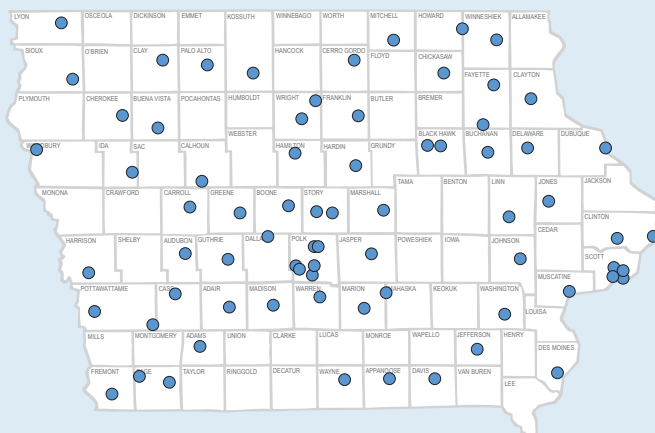 LYON OSCEOLA DICKINSON EMMET KOSSUTH WINNEBAGO WORTH MITCHELL HOWARD WINNESHIEK ALLAMAKEE
SIOUX O'BRIEN CLAY PALO ALTO HANCOCK CERRO GORDO FLOYD CHICKASAW
FAYETTE CLAYTON
PLYMOUTH CHEROKEE BUENA VISTA POCAHONTAS HUMBOLDT WRIGHT FRANKLIN BUTLER BREMER
WEBSTER BLACK HAWK BUCHANAN DELAWARE DUBUQUE
IDA SAC CALHOUN HAMILTON HARDIN GRUNDY
TAMA BENTON LINN JONES JACKSON
MONONA CRAWFORD CARROLL GREENE BOONE STORY MARSHALL
CLINTON
CEDAR
HARRISON SHELBY AUDUBON GUTHRIE POLK JASPER POWESHIEK IOWA JOHNSON
SCOTT
MUSCATINE
POTTAWATTAMIE ADAIR MADISON WARREN MARION KEOKUK WASHINGTON
LOUISA
MILLS MONTGOMERY ADAMS UNION CLARKE LUCAS MONROE WAPELLO JEFFERSON HENRY
DES MOINES
FREMONT TAYLOR RINGGOLD DECATUR WAYNE APPANOOSE DAVIS VAN BUREN
LEE